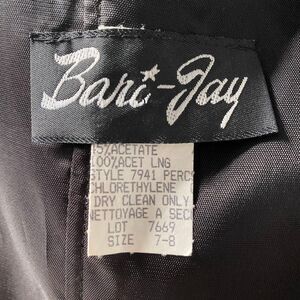 Bari-Jay
5%ACETATE
100%ACET LNG
STYLE 7941 PERC
CHLORETHYLENE
DRY CLEAN ONLY
NETTOYAGE A SEC
LOT 7669
SIZE 7-8